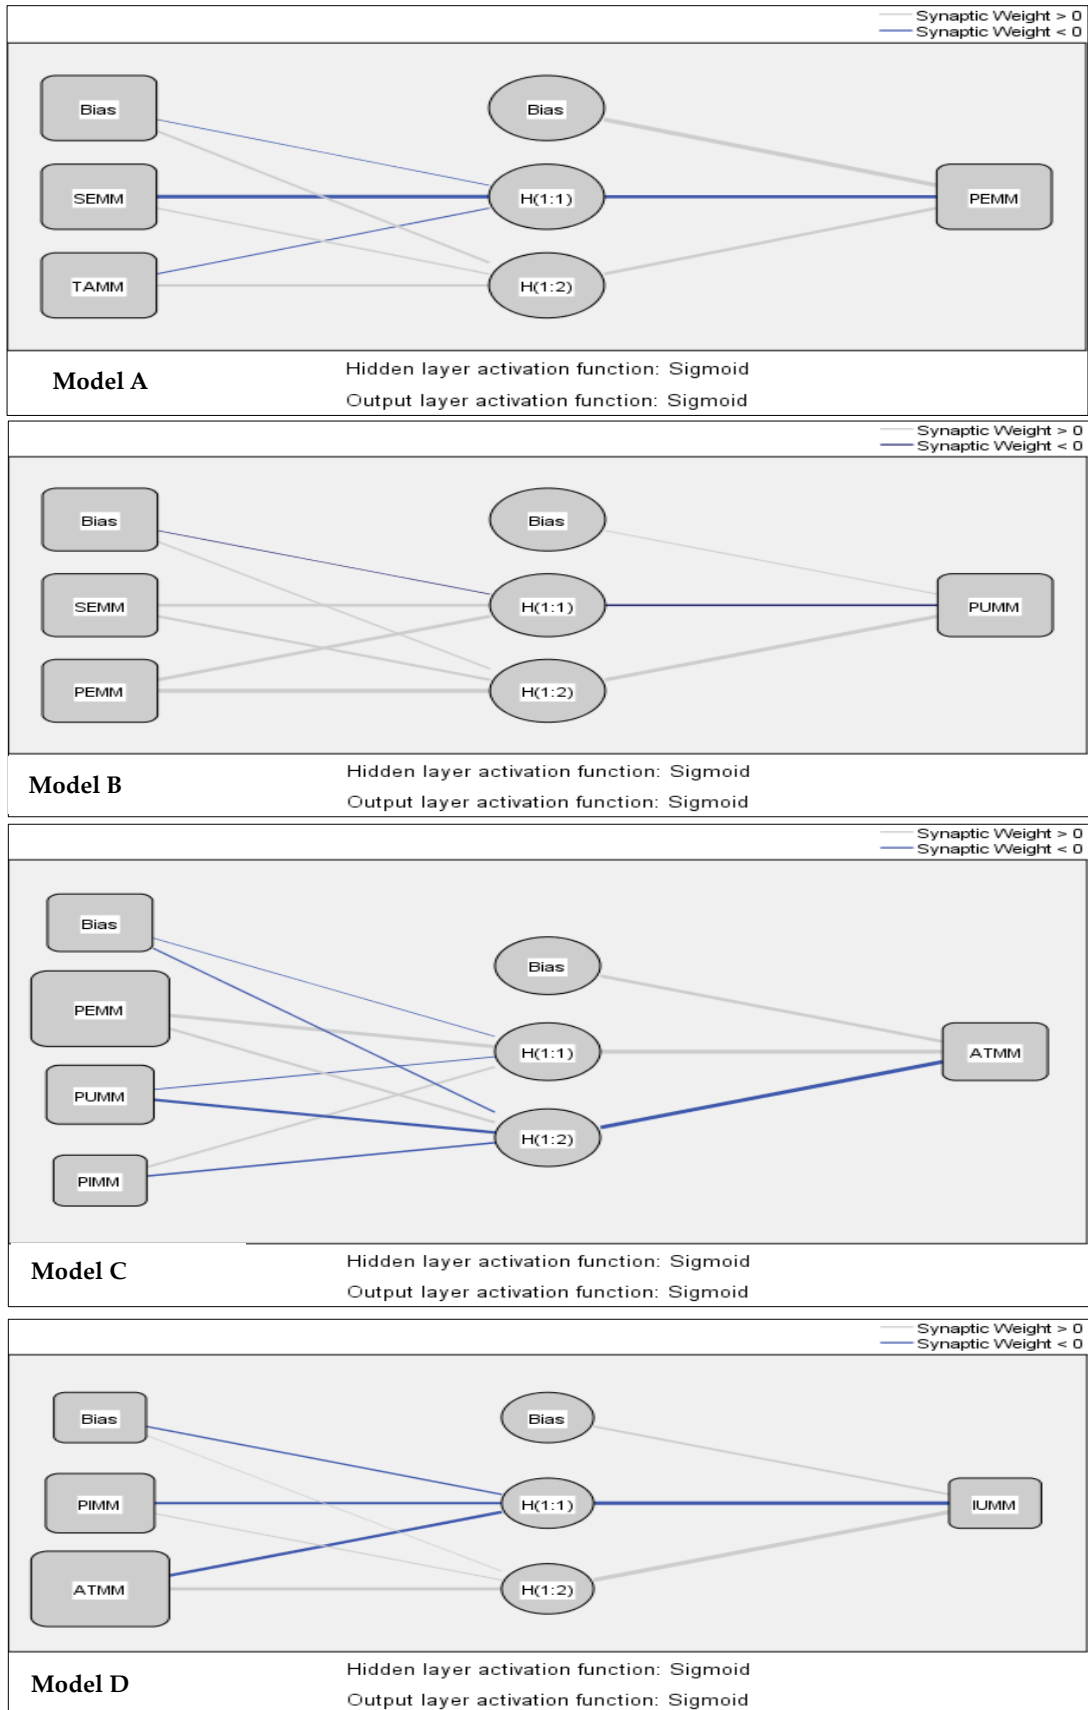 Synaptic Weight > 0
Synaptic Weight < 0
Bias
Bias
SEMM
H(1:1)
PEMM
TAMM
H(1:2)
Model A
Hidden layer activation function: Sigmoid
Output layer activation function: Sigmoid
Synaptic Weight > 0
Synaptic Weight < 0
Bias
Bias
SEMM
H(1:1)
PUMM
PEMM
H(1:2)
Model B
Hidden layer activation function: Sigmoid
Output layer activation function: Sigmoid
Synaptic Weight > 0
Synaptic Weight < 0
Bias
Bias
PEMM
H(1:1)
ATMM
PUMM
H(1:2)
PIMM
Model C
Hidden layer activation function: Sigmoid
Output layer activation function: Sigmoid
Synaptic Weight > 0
Synaptic Weight < 0
Bias
Bias
PIMM
H(1:1)
IUMM
ATMM
H(1:2)
Model D
Hidden layer activation function: Sigmoid
Output layer activation function: Sigmoid